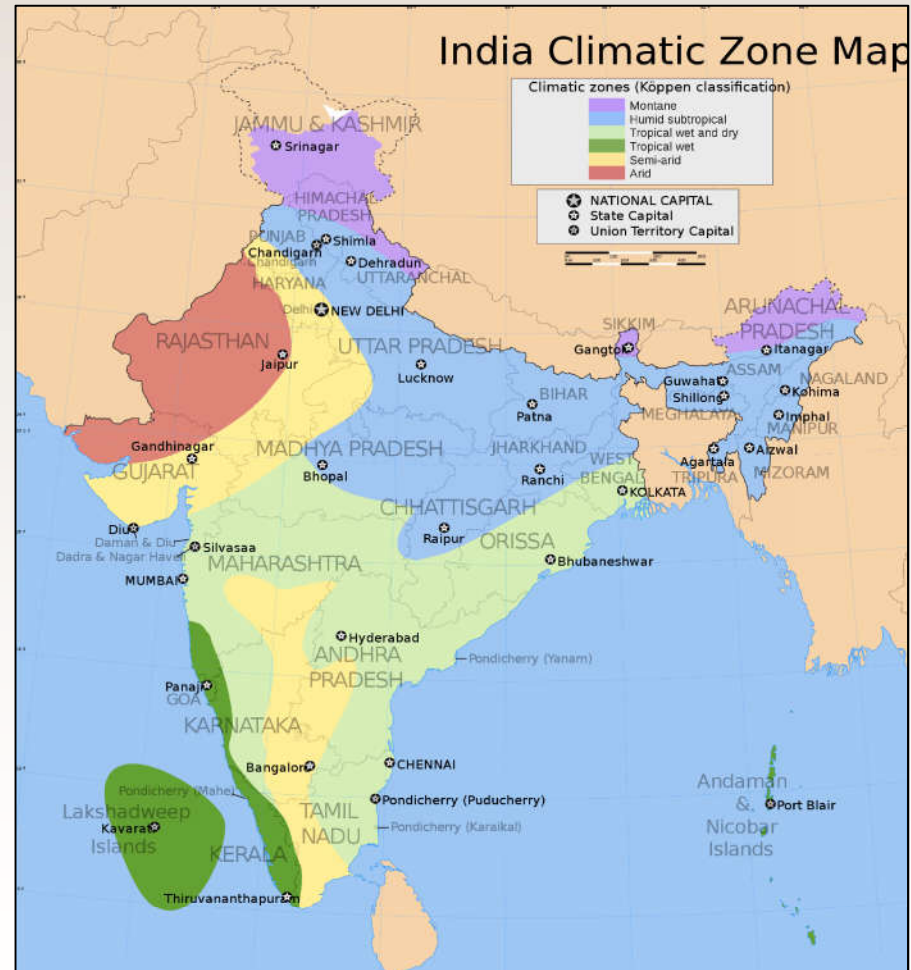 India Climatic Zone Map
Climatic zones (Köppen classification)
Montane
Humid subtropical
Tropical wet and dry
Tropical wet
Semi-arid
Arid
NATIONAL CAPITAL
State Capital
Union Territory Capital
JAMMU & KASHMIR
Srinagar
HIMACHAL
PRADESH
PUNJAB
Shimla
Chandigarh
Chandigarh
Dehradun
UTTARANCHAL
HARYANA
Delhi
NEW DELHI
RAJASTHAN
Jaipur
UTTAR PRADESH
Lucknow
SIKKIM
Gangtok
ARUNACHAL
PRADESH
Itanagar
ASSAM
Guwahat
NAGALAND
Shillong
Kohima
MEGHALAYA
Imphal
MANIPUR
BIHAR
Patna
Gandhinagar
GUJARAT
MADHYA PRADESH
Bhopal
JHARKHAND
Ranchi
WEST
BENGAL
KOLKATA
Agartala
TRIPURA
Aizwal
MIZORAM
CHHATTISGARH
Raipur
ORISSA
Bhubaneshwar
Diu
Daman & Diu
Dadra & Nagar Haveli
Silvasaa
MAHARASHTRA
MUMBAI
Hyderabad
ANDHRA
PRADESH
Pondicherry (Yanam)
Panaji
GOA
KARNATAKA
Bangalore
CHENNAI
Pondicherry (Mahe)
Pondicherry (Puducherry)
TAMIL
NADU
Pondicherry (Karaikal)
Lakshadweep
Kavarati
Islands
KERALA
Thiruvananthapuram
Andaman
&
Nicobar
Islands
Port Blair